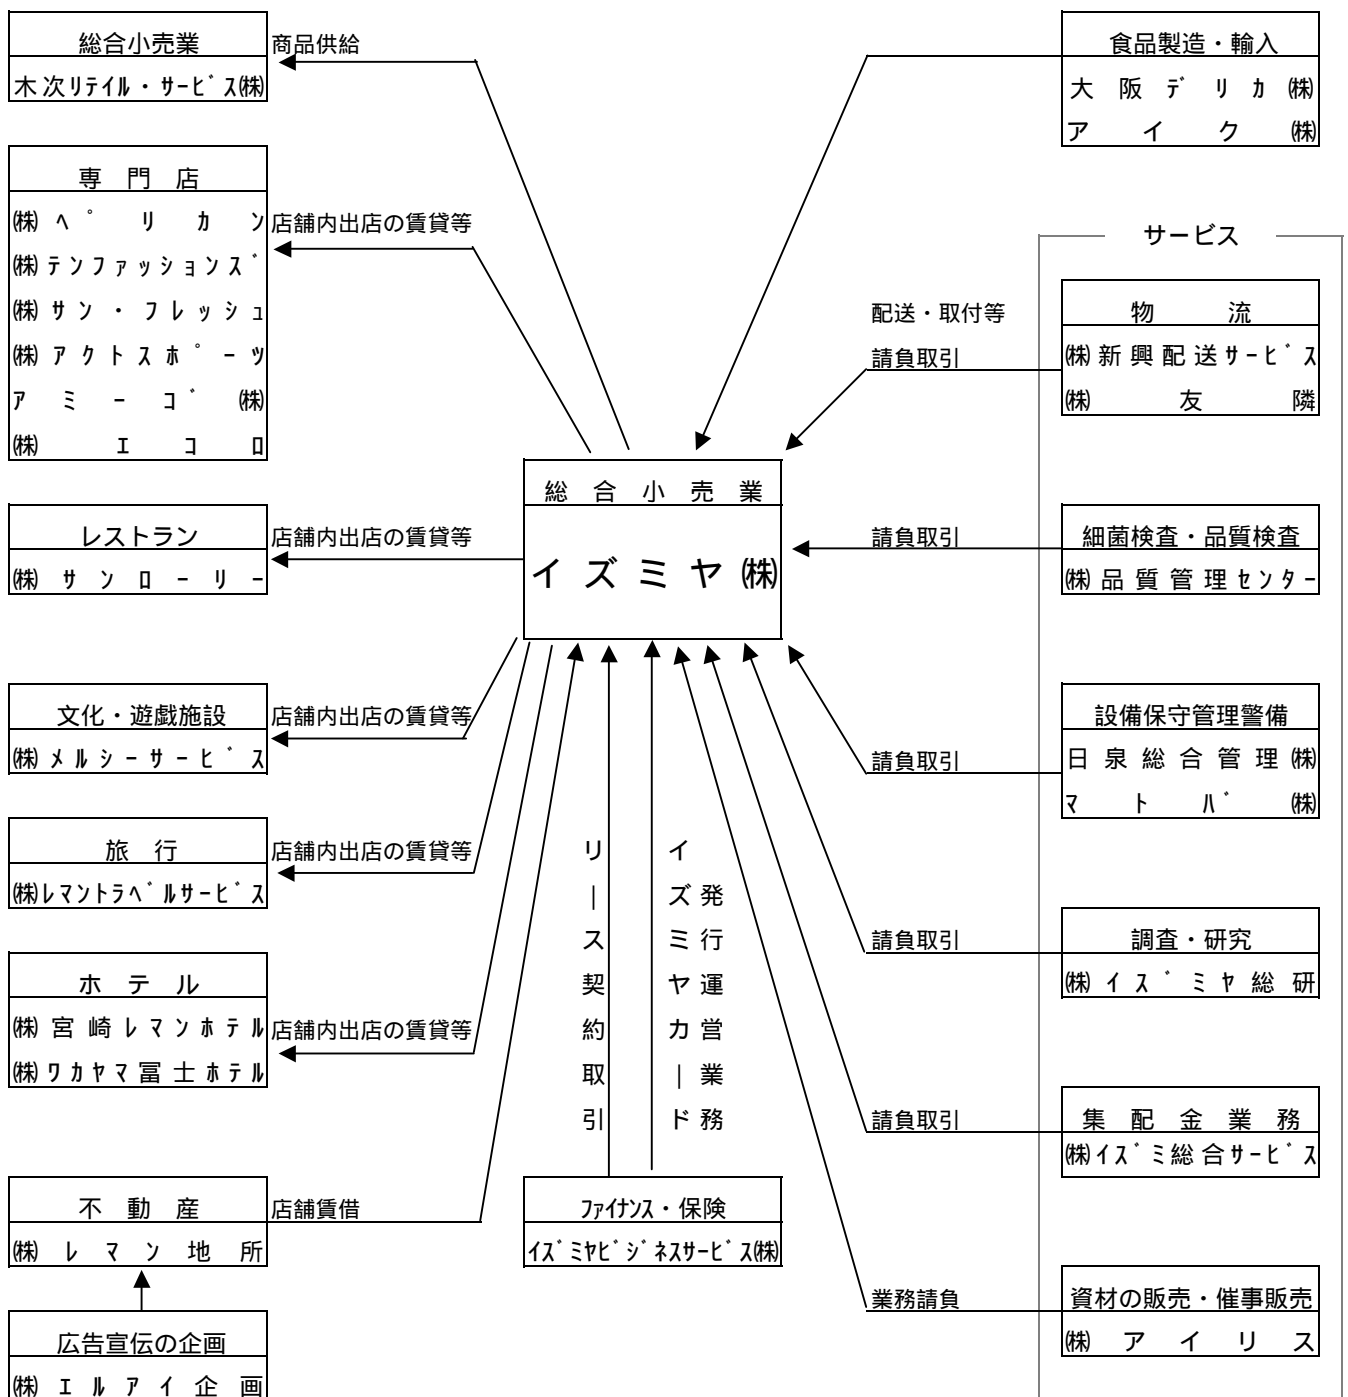 総合小売業
木次ﾘﾃｲﾙ・ｻｰﾋﾞｽ㈱
商品供給
専門店
㈱ﾍﾟﾘｶﾝ
㈱ﾃﾝﾌｧｯｼｮﾝｽﾞ
㈱ｻﾝ・ﾌﾚｯｼｭ
㈱ｱｸﾄｽﾎﾟｰﾂ
ｱﾐｰｺﾞ㈱
㈱ｴｺﾛ
店舗内出店の賃貸等
レストラン
㈱ｻﾝﾛｰﾘｰ
店舗内出店の賃貸等
文化・遊戯施設
㈱ﾒﾙｼｰｻｰﾋﾞｽ
店舗内出店の賃貸等
旅行
㈱ﾚﾏﾝﾄﾗﾍﾞﾙｻｰﾋﾞｽ
店舗内出店の賃貸等
ホテル
㈱宮崎ﾚﾏﾝﾎﾃﾙ
㈱ﾜｶﾔﾏ冨士ﾎﾃﾙ
店舗内出店の賃貸等
不動産
㈱ﾚﾏﾝ地所
店舗賃借
広告宣伝の企画
㈱ｴﾙｱｲ企画
総合小売業
イズミヤ㈱
リース契約取引
イズミヤカード
発行運営業務
ﾌｧｲﾅﾝｽ・保険
ｲｽﾞﾐﾔﾋﾞｼﾞﾈｽｻｰﾋﾞｽ㈱
食品製造・輸入
大阪ﾃﾞﾘｶ㈱
アイク㈱
サービス
配送・取付等
請負取引
物流
㈱新興配送ｻｰﾋﾞｽ
㈱友隣
請負取引
細菌検査・品質検査
㈱品質管理ｾﾝﾀｰ
請負取引
設備保守管理警備
日泉総合管理㈱
ﾏﾄﾊﾞ㈱
請負取引
調査・研究
㈱ｲｽﾞﾐﾔ総研
請負取引
集配金業務
㈱ｲｽﾞﾐ総合ｻｰﾋﾞｽ
業務請負
資材の販売・催事販売
㈱アイリス